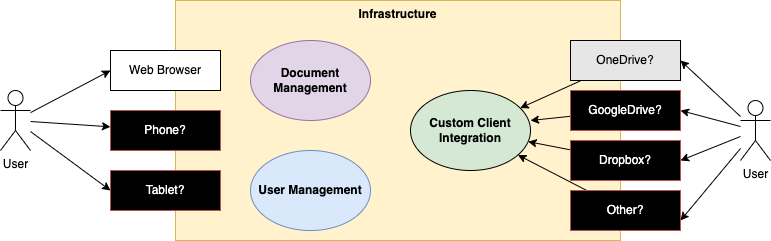 Infrastructure
Web Browser
Phone?
Tablet?
User
Document
Management
User Management
Custom Client
Integration
OneDrive?
GoogleDrive?
Dropbox?
Other?
User